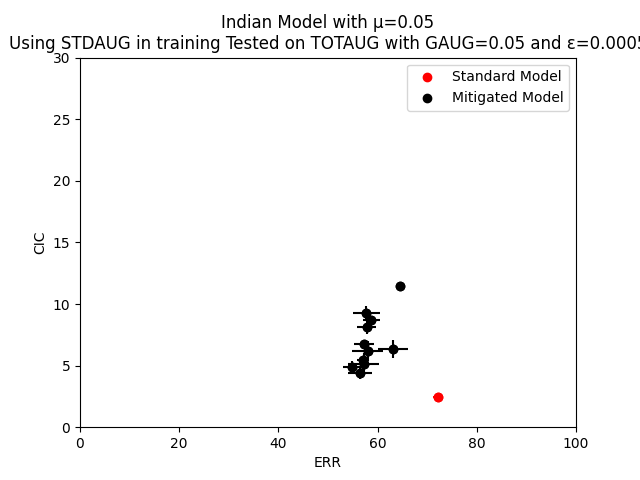 Indian Model with μ=0.05
Using STDAUG in training Tested on TOTAUG with GAUG=0.05 and ε=0.0005
Standard Model
Mitigated Model
30
25
20
15
10
5
0
CIC
0 20 40 60 80 100
ERR